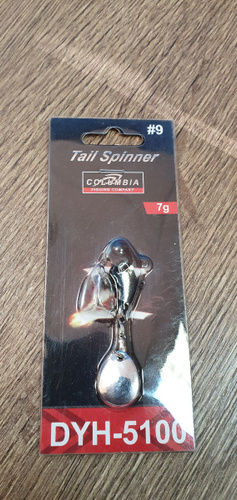 #9
Tail Spinner
COLUMBIA
FISHING COMPANY
7g
DYH-5100